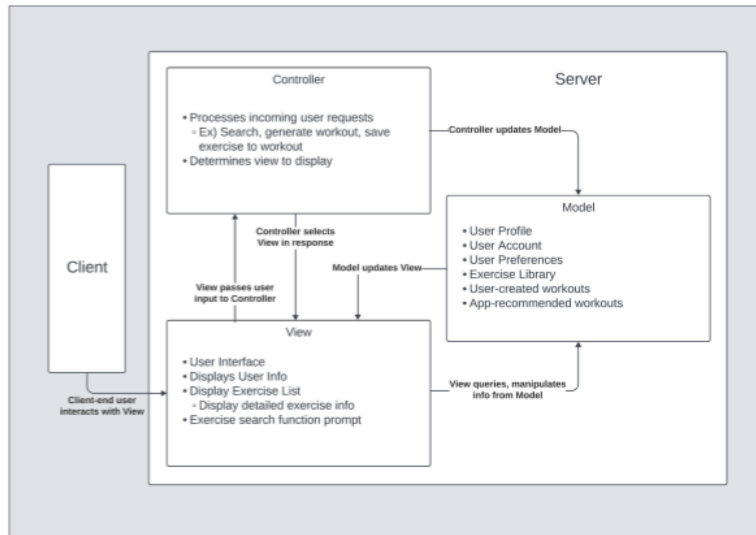 Controller
• Processes incoming user requests
◦ Ex) Search, generate workout, save
exercise to workout
• Determines view to display
Server
Controller updates Model
Client
Controller selects
View in response
Model
• User Profile
• User Account
• User Preferences
• Exercise Library
• User-created workouts
• App-recommended workouts
Model updates View
View passes user
input to Controller
View
• User Interface
• Displays User Info
• Display Exercise List
◦ Display detailed exercise info
• Exercise search function prompt
Client-end user
interacts with View
View queries, manipulates
info from Model